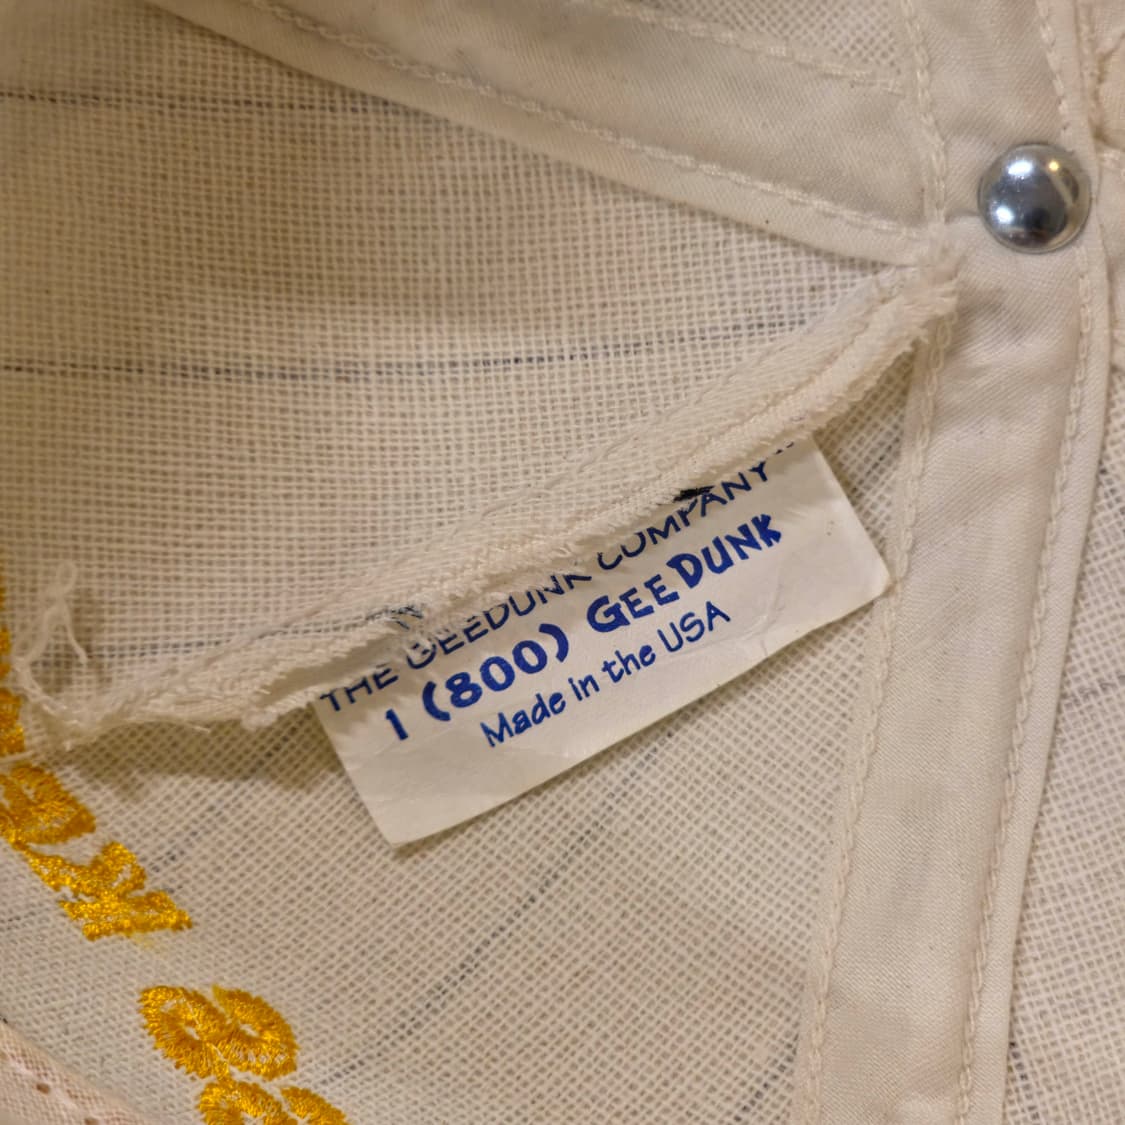 THE GEEDUNK COMPANY
1 (800) GEEDUNK
Made in the USA